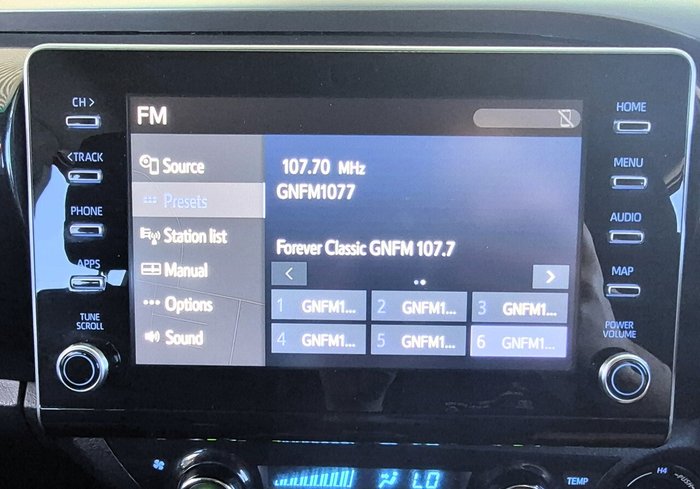 FM
CH >
<TRACK
PHONE
APPS
TUNE
SCROLL
Source
Presets
Station list
Manual
Options
Sound
107.70 MHz
GNFM1077
Forever Classic GNFM 107.7
1 GNFM1...
2 GNFM1...
3 GNFM1...
4 GNFM1...
5 GNFM1...
6 GNFM1...
HOME
MENU
AUDIO
MAP
POWER
VOLUME
LO
TEMP
H4